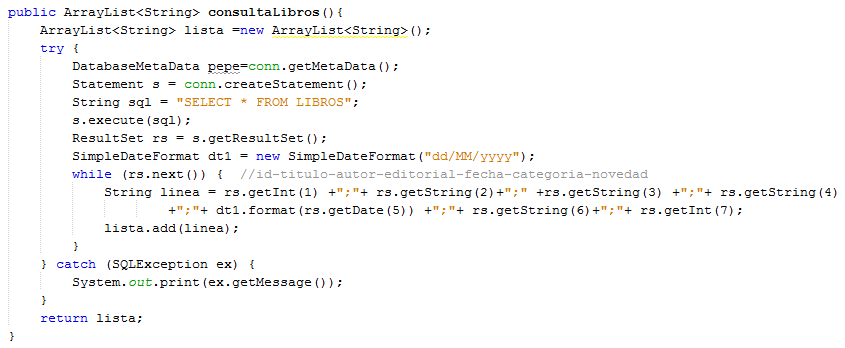 public ArrayList<String> consultaLibros(){
ArrayList<String> lista =new ArrayList<String>();
try {
DatabaseMetaData pepe=conn.getMetaData();
Statement s = conn.createStatement();
String sql = "SELECT * FROM LIBROS";
s.execute(sql);
ResultSet rs = s.getResultSet();
SimpleDateFormat dt1 = new SimpleDateFormat("dd/MM/yyyy");
while (rs.next()) {  //id-titulo-autor-editorial-fecha-categoria-novedad
String linea = rs.getInt(1) +";"+ rs.getString(2)+";" +rs.getString(3) +";"+ rs.getString(4)
+";"+ dt1.format(rs.getDate(5)) +";"+ rs.getString(6)+";"+ rs.getInt(7);
lista.add(linea);
}
} catch (SQLException ex) {
System.out.print(ex.getMessage());
}
return lista;
}